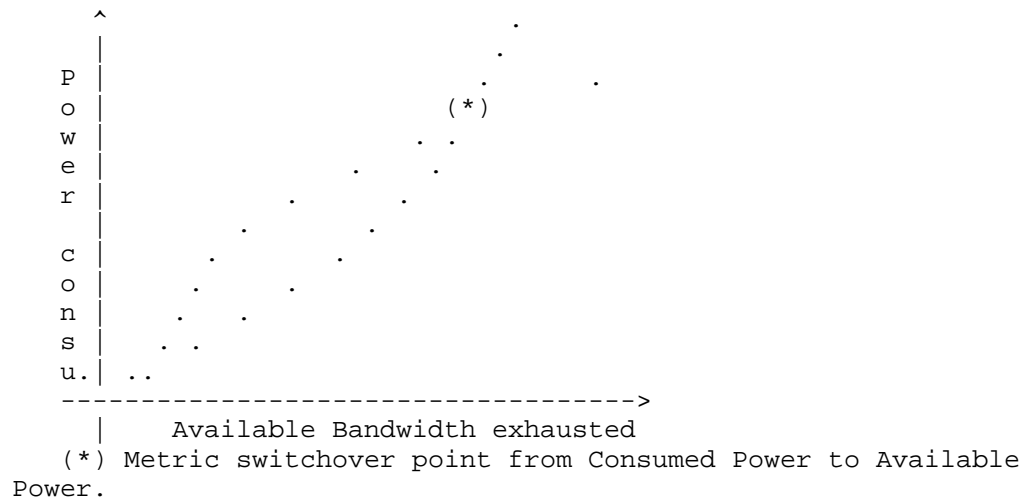 ^ .
| .
P | . .
o | (*)
w | . .
e | . .
r | . .
| . .
c | . .
o | . .
n | . .
s | . .
u.| ..
------------------------------------>
| Available Bandwidth exhausted
(*) Metric switchover point from Consumed Power to Available
Power.